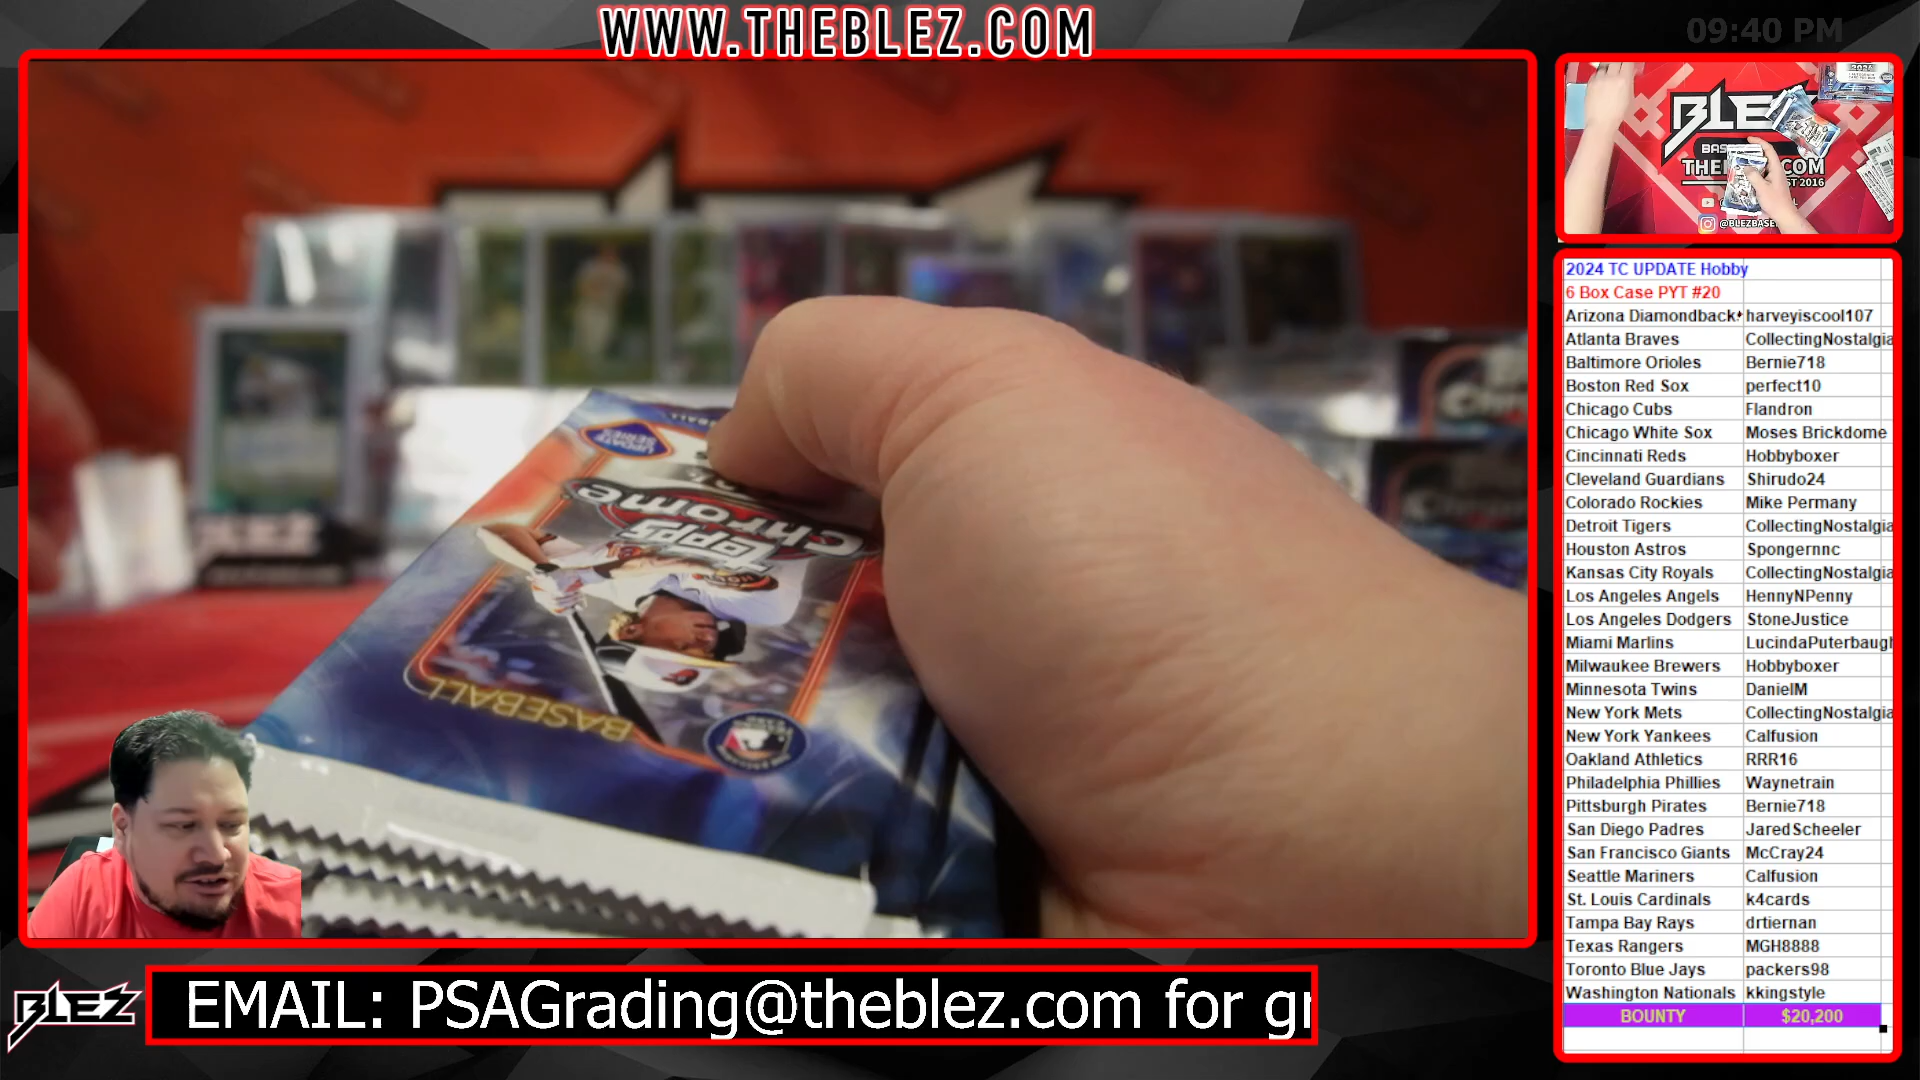 WWW.THEBLEZ.COM
09:40 PM
UPDATE
SERIES
Topps
Chrome
BASEBALL
BLEZ
@BLEZBASE
2024 TC UPDATE Hobby
6 Box Case PYT #20
Arizona Diamondback harveyiscool107
Atlanta Braves CollectingNostalgia
Baltimore Orioles Bernie718
Boston Red Sox perfect10
Chicago Cubs Flandron
Chicago White Sox Moses Brickdome
Cincinnati Reds Hobbyboxer
Cleveland Guardians Shirudo24
Colorado Rockies Mike Permany
Detroit Tigers CollectingNostalgia
Houston Astros Spongernnc
Kansas City Royals CollectingNostalgia
Los Angeles Angels HennyNPenny
Los Angeles Dodgers StoneJustice
Miami Marlins LucindaPuterbaugh
Milwaukee Brewers Hobbyboxer
Minnesota Twins DanielM
New York Mets CollectingNostalgia
New York Yankees Calfusion
Oakland Athletics RRR16
Philadelphia Phillies Waynetrain
Pittsburgh Pirates Bernie718
San Diego Padres JaredScheeler
San Francisco Giants McCray24
Seattle Mariners Calfusion
St. Louis Cardinals k4cards
Tampa Bay Rays drtiernan
Texas Rangers MGH8888
Toronto Blue Jays packers98
Washington Nationals kkingstyle
BOUNTY $20,200
BLEZ
EMAIL: PSAGrading@theblez.com for gr